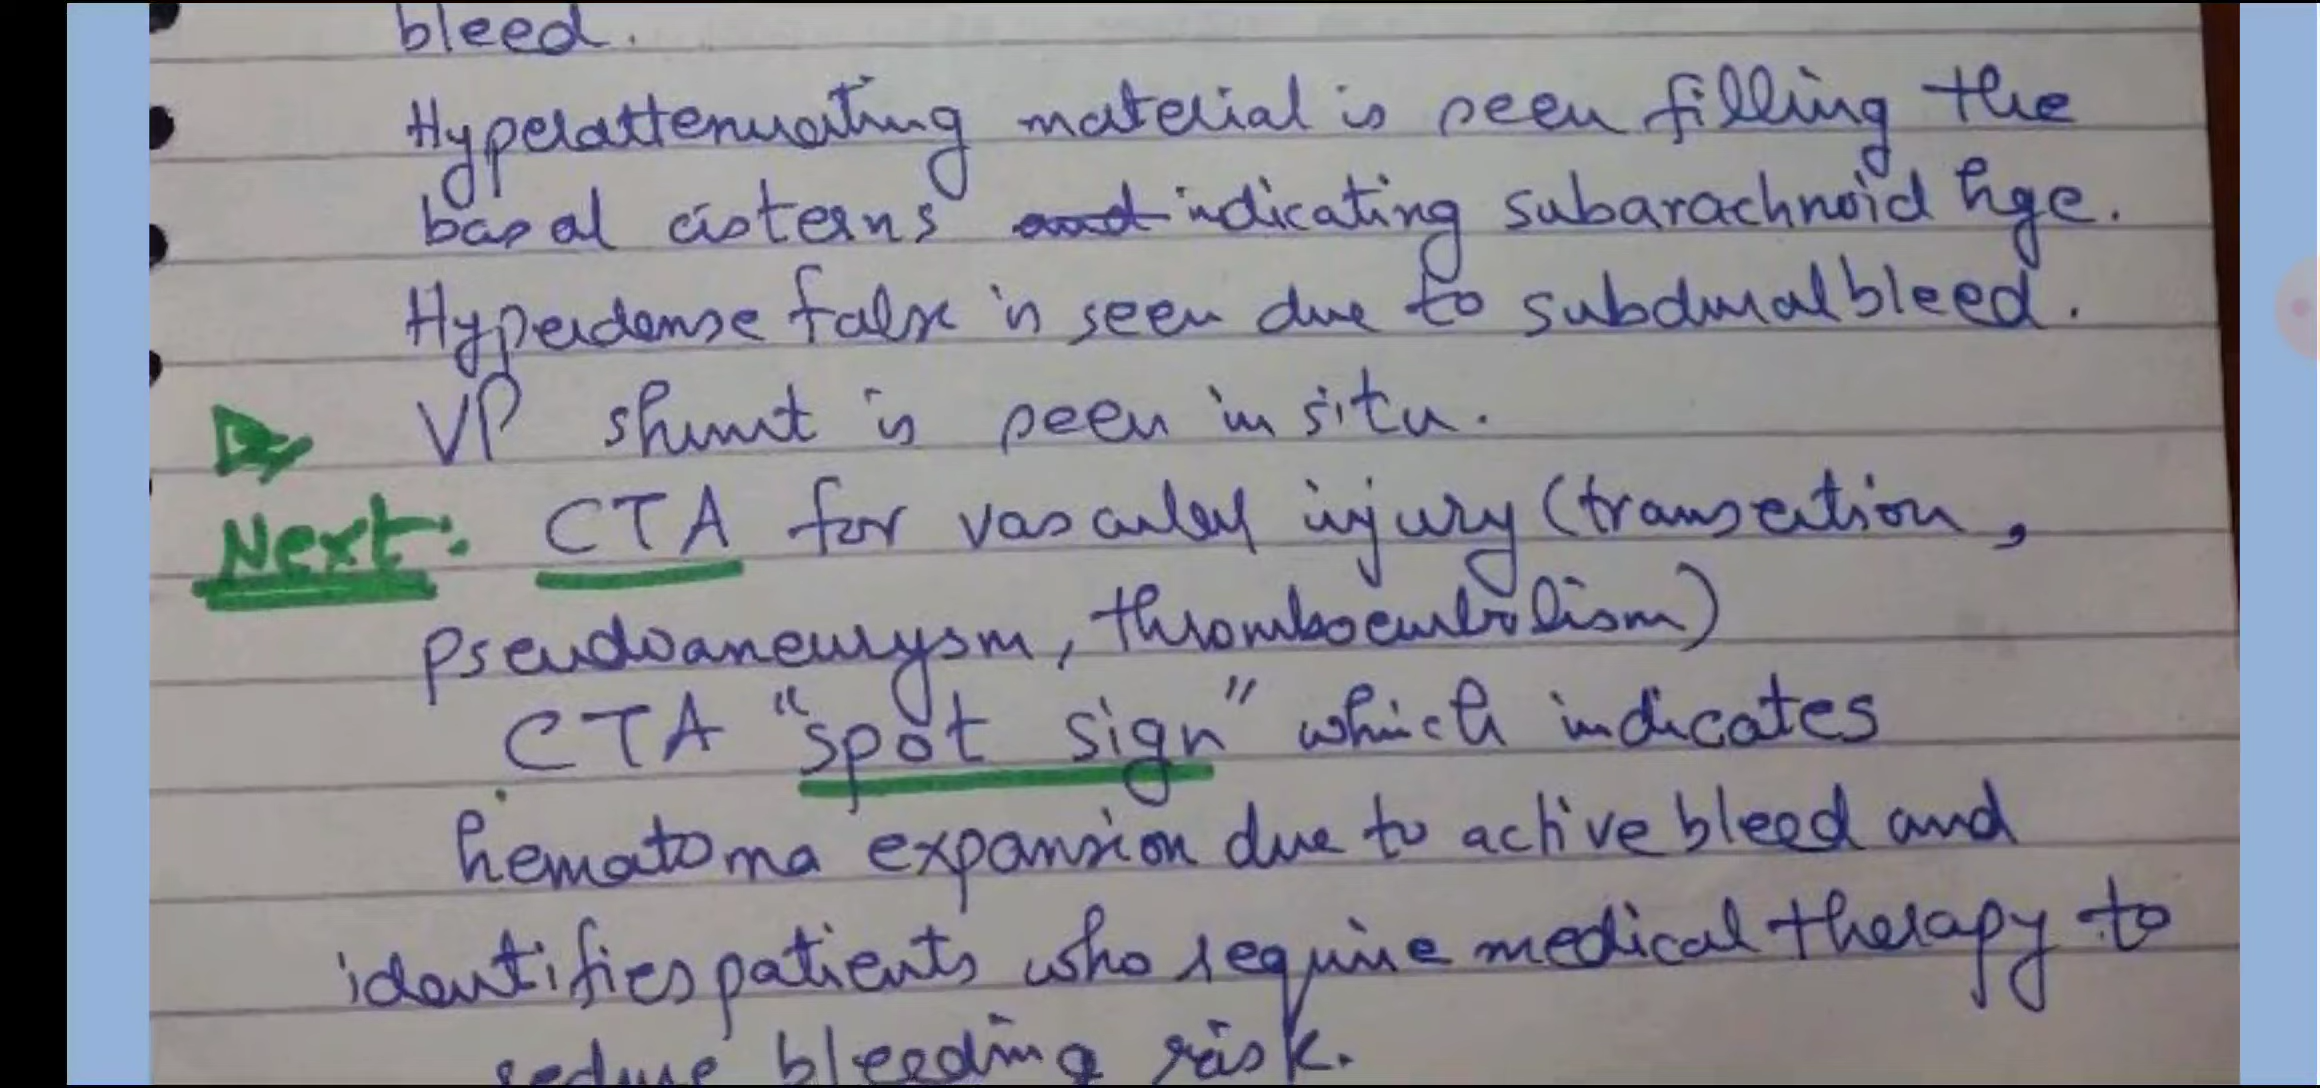 bleed.
Hyperattenuating material is seen filling the
basal cisterns and indicating subarachnoid hge.
Hyperdense falx is seen due to subdural bleed.
VP shunt is seen in situ.
Next: CTA for vascular injury (transection,
pseudoaneurysm, thromboembolism)
CTA "spot sign" which indicates
hematoma expansion due to active bleed and
identifies patients who require medical therapy to
reduce bleeding risk.